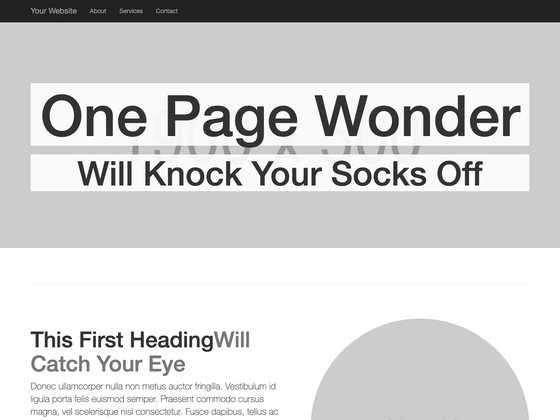 Your Website About Services Contact
One Page Wonder
Will Knock Your Socks Off
This First HeadingWill
Catch Your Eye
Donec ullamcorper nulla non metus auctor fringilla. Vestibulum id
ligula porta felis euismod semper. Praesent commodo cursus
magna, vel scelerisque nisl consectetur. Fusce dapibus, tellus ac